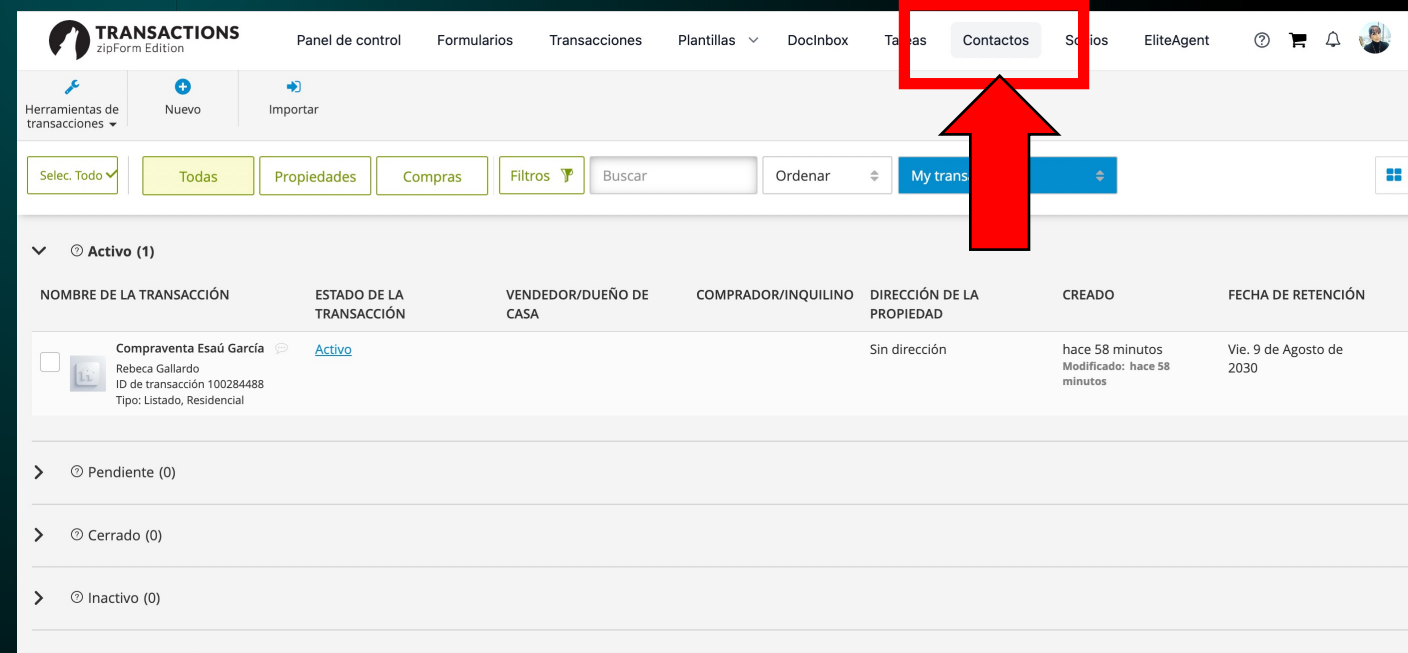 TRANSACTIONS
zipForm Edition
Panel de control
Formularios
Transacciones
Plantillas
DocInbox
Contactos
EliteAgent
Herramientas de
transacciones
Nuevo
Importar
Selec. Todo
Todas
Propiedades
Compras
Filtros
Buscar
Ordenar
My
Activo (1)
NOMBRE DE LA TRANSACCIÓN
ESTADO DE LA
TRANSACCIÓN
VENDEDOR/DUEÑO DE
CASA
COMPRADOR/INQUILINO
DIRECCIÓN DE LA
PROPIEDAD
CREADO
FECHA DE RETENCIÓN
Compraventa Esaú García
Rebeca Gallardo
ID de transacción 100284488
Tipo: Listado, Residencial
Activo
Sin dirección
hace 58 minutos
Modificado: hace 58
minutos
Vie. 9 de Agosto de
2030
Pendiente (0)
Cerrado (0)
Inactivo (0)